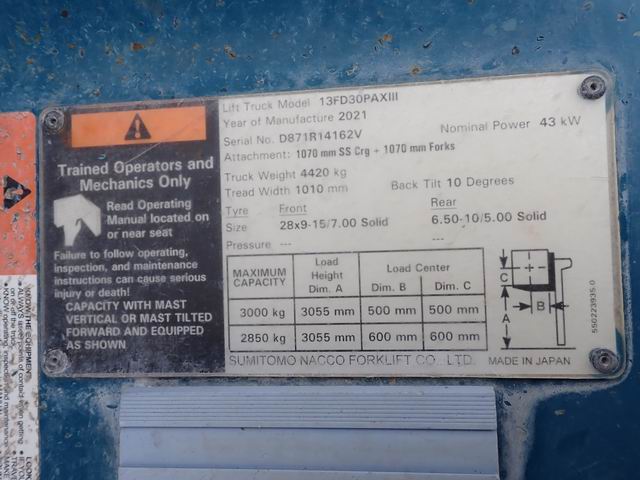 Lift Truck Model 13FD30PAXIII
Year of Manufacture 2021
Serial No. D871R14162V Nominal Power 43 kW
Attachment: 1070 mm SS Crg + 1070 mm Forks
Truck Weight 4420 kg
Tread Width 1010 mm Back Tilt 10 Degrees
Tyre Front Rear
Size 28x9-15/7.00 Solid 6.50-10/5.00 Solid
Pressure --- ---
MAXIMUM CAPACITY Load Height Dim. A Load Center Dim. B Dim. C
3000 kg 3055 mm 500 mm 500 mm
2850 kg 3055 mm 600 mm 600 mm
SUMITOMO NACCO FORKLIFT CO., LTD. MADE IN JAPAN
C
B
A
550223935.0
Trained Operators and
Mechanics Only
Read Operating
Manual located on
or near seat
Failure to follow operating,
inspection, and maintenance
instructions can cause serious
injury or death!
CAPACITY WITH MAST
VERTICAL OR MAST TILTED
FORWARD AND EQUIPPED
AS SHOWN
KNOW THE EQUIPMENT